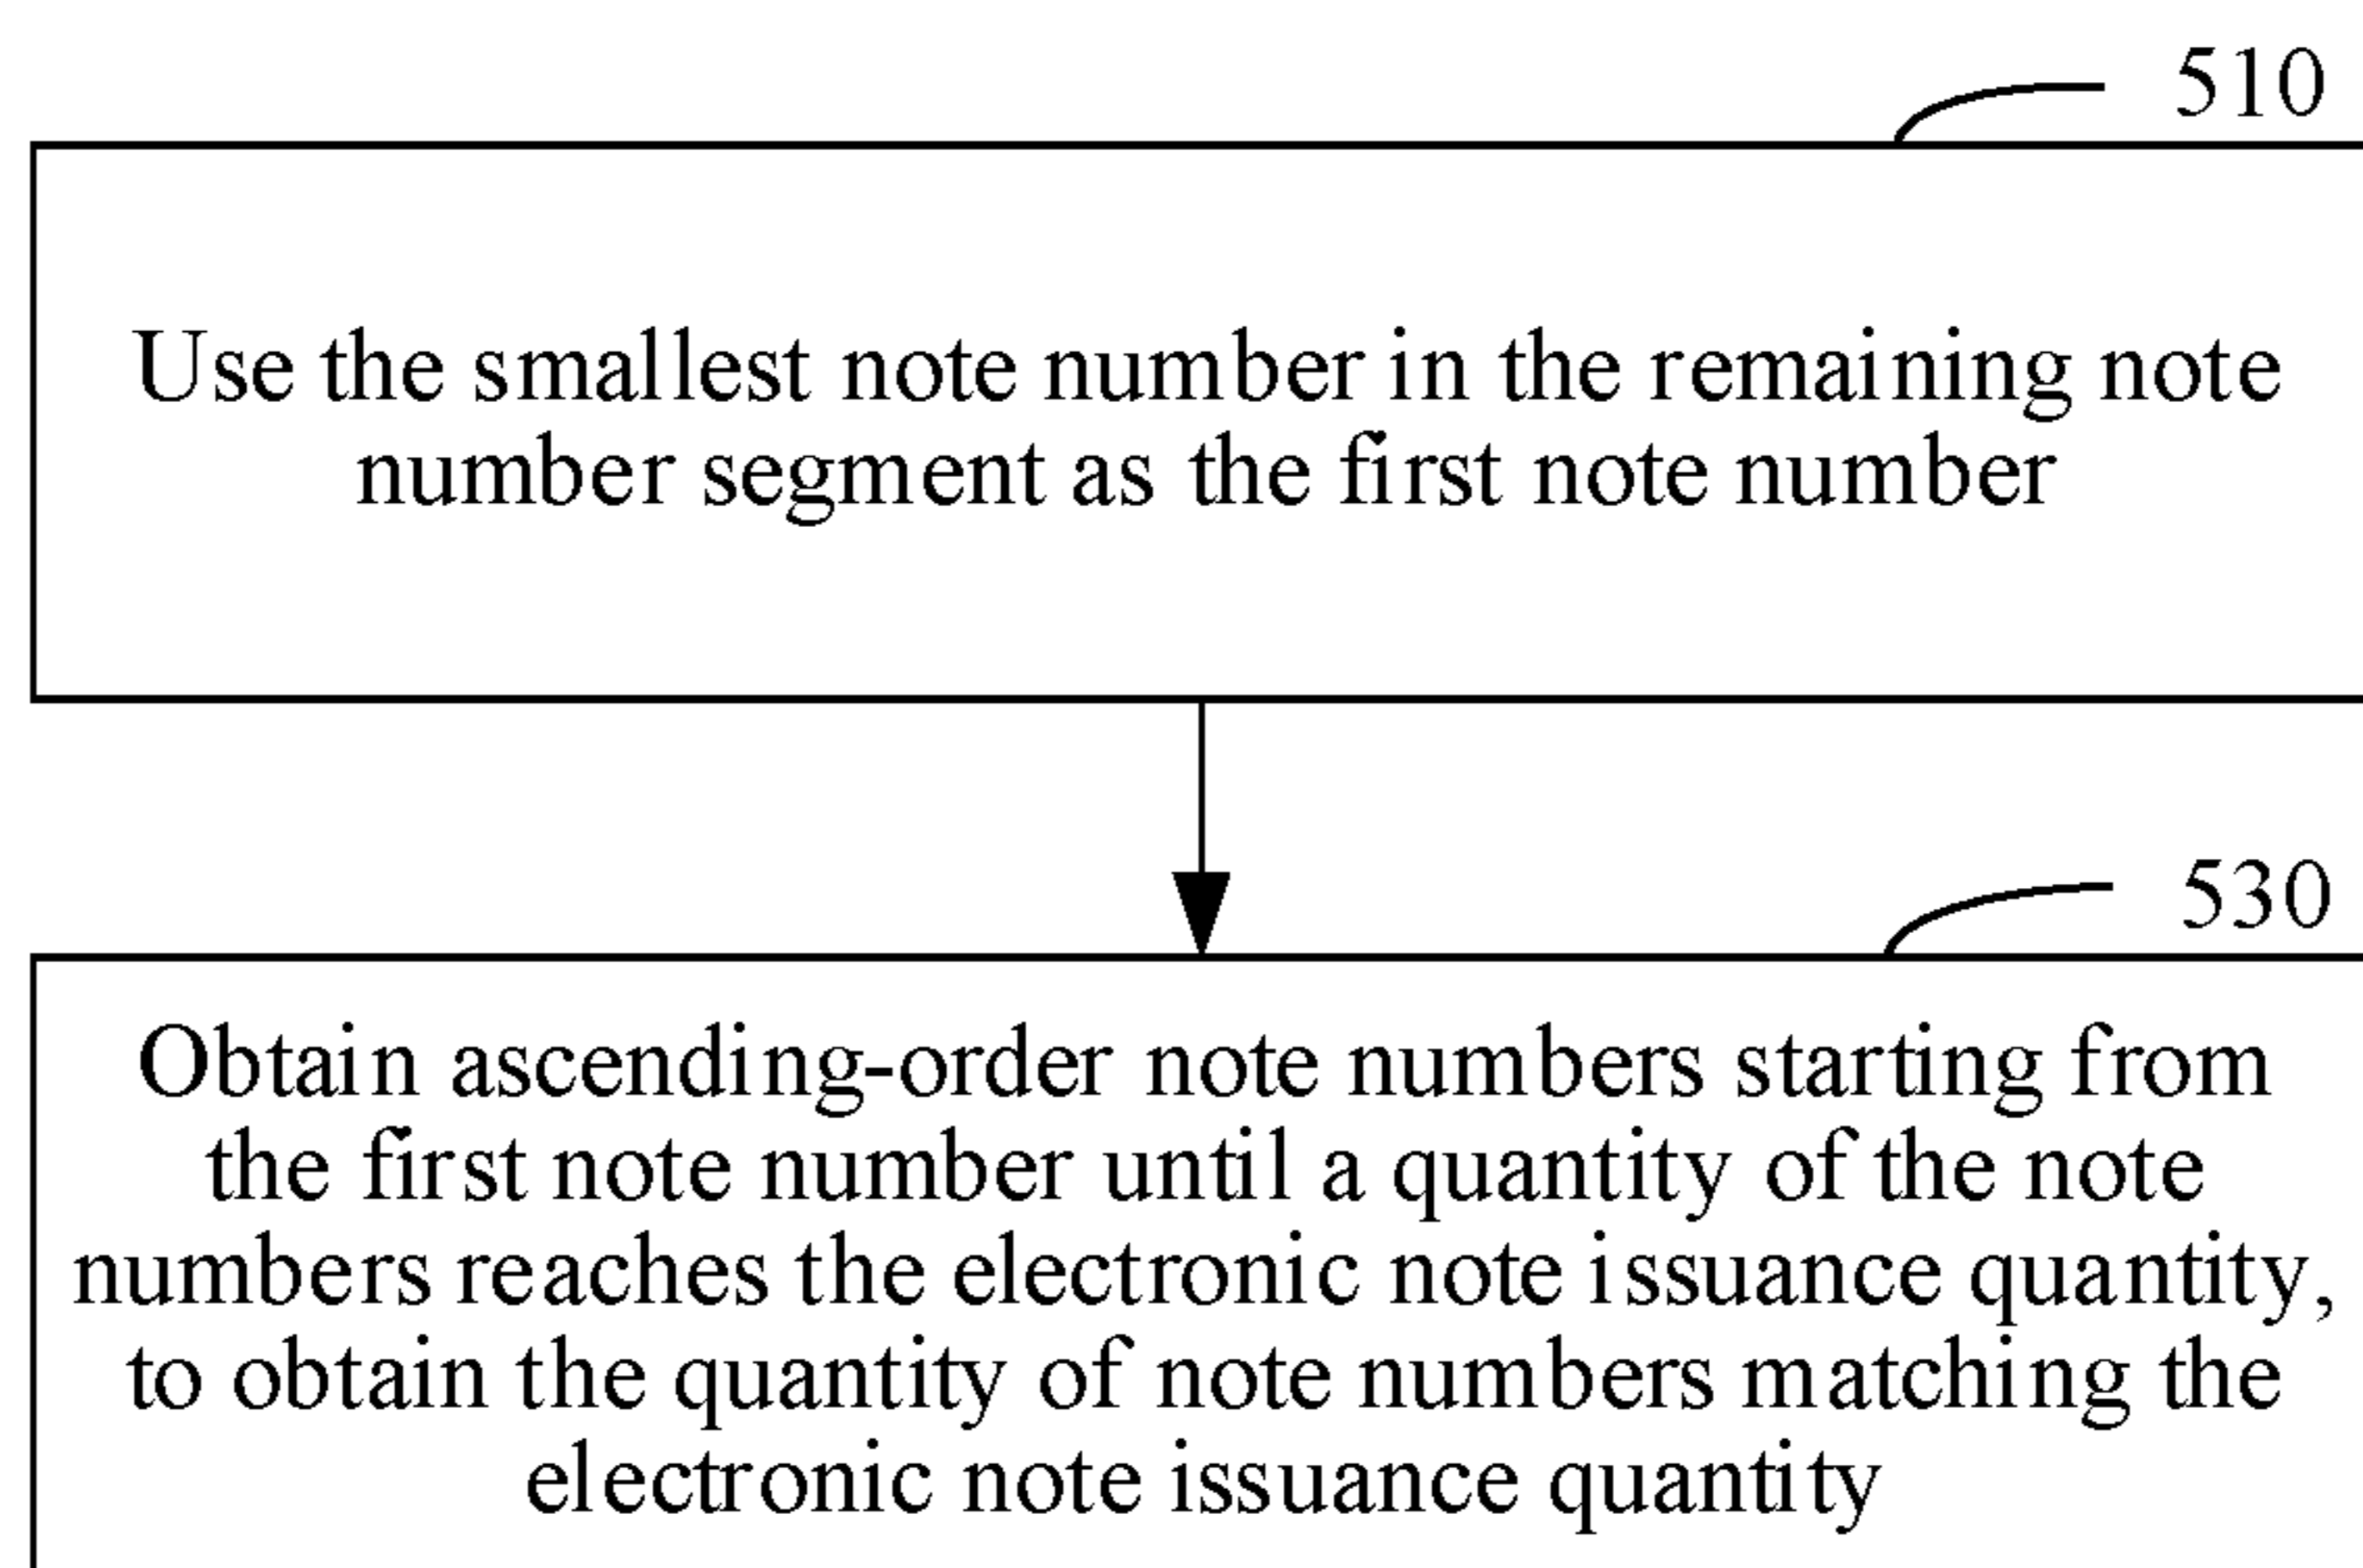 510
Use the smallest note number in the remaining note
number segment as the first note number
530
Obtain ascending-order note numbers starting from
the first note number until a quantity of the note
numbers reaches the electronic note issuance quantity,
to obtain the quantity of note numbers matching the
electronic note issuance quantity